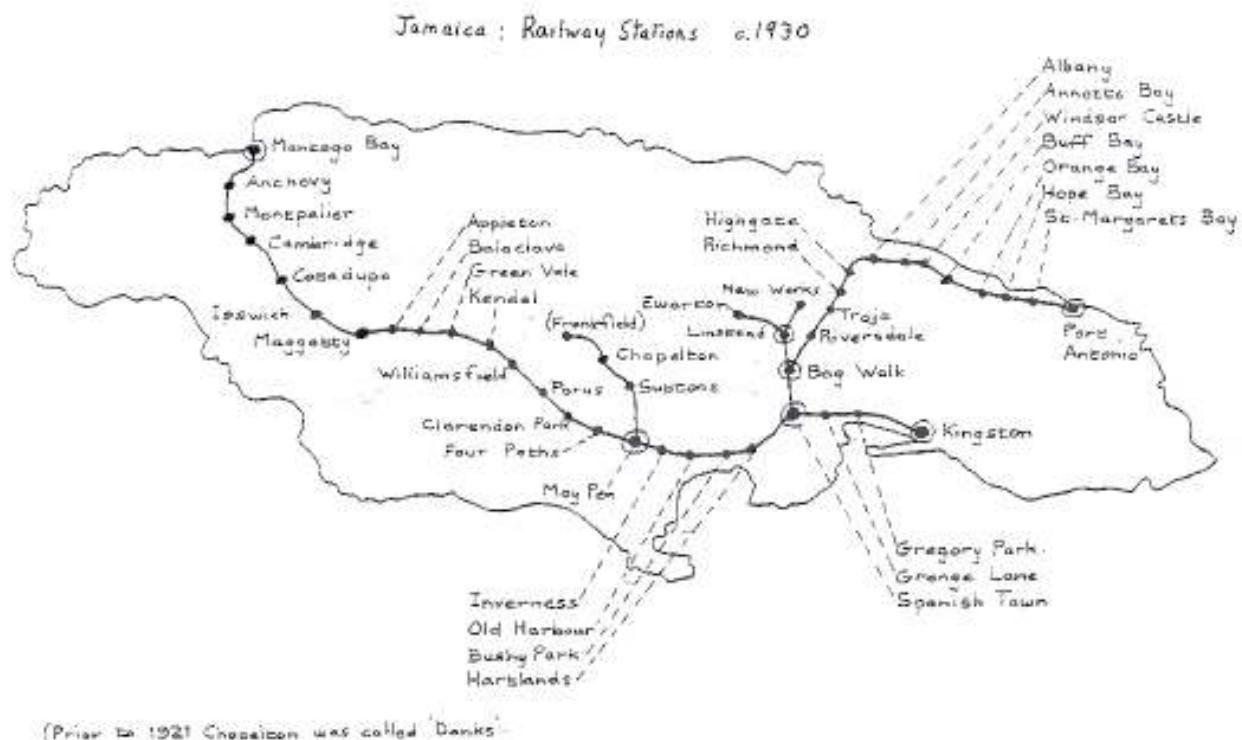 Jamaica : Railway Stations c.1930
Albany
Annotto Bay
Windsor Castle
Buff Bay
Orange Bay
Hope Bay
St. Margarets Bay
Montego Bay
Anchovy
Montpelier
Cambridge
Catadupa
Ipswich
Maggotty
Appleton
Balaclava
Green Vale
Kendal
Williamsfield
Porus
Clarendon Park
Four Paths
May Pen
(Frankfield)
Chapelton
Suttons
Highgate
Richmond
New Works
Ewarton
Linstead
Troja
Riversdale
Bog Walk
Port
Antonio
Kingston
Gregory Park
Grange Lane
Spanish Town
Inverness
Old Harbour
Bushy Park
Hartlands
(Prior to 1921 Chapelton was called 'Danks'